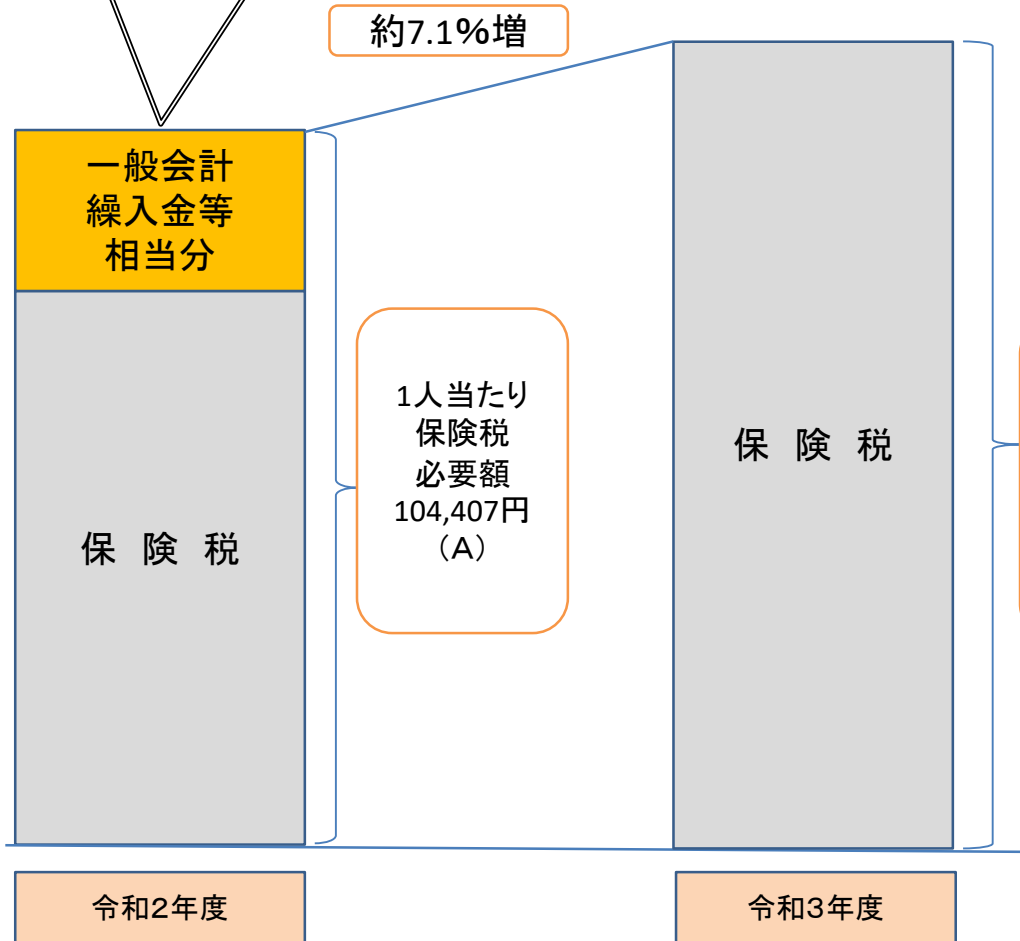 約7.1%増
一般会計
繰入金等
相当分
1人当たり
保険税
必要額
104,407円
（A）
保 険 税
保 険 税
令和2年度
令和3年度